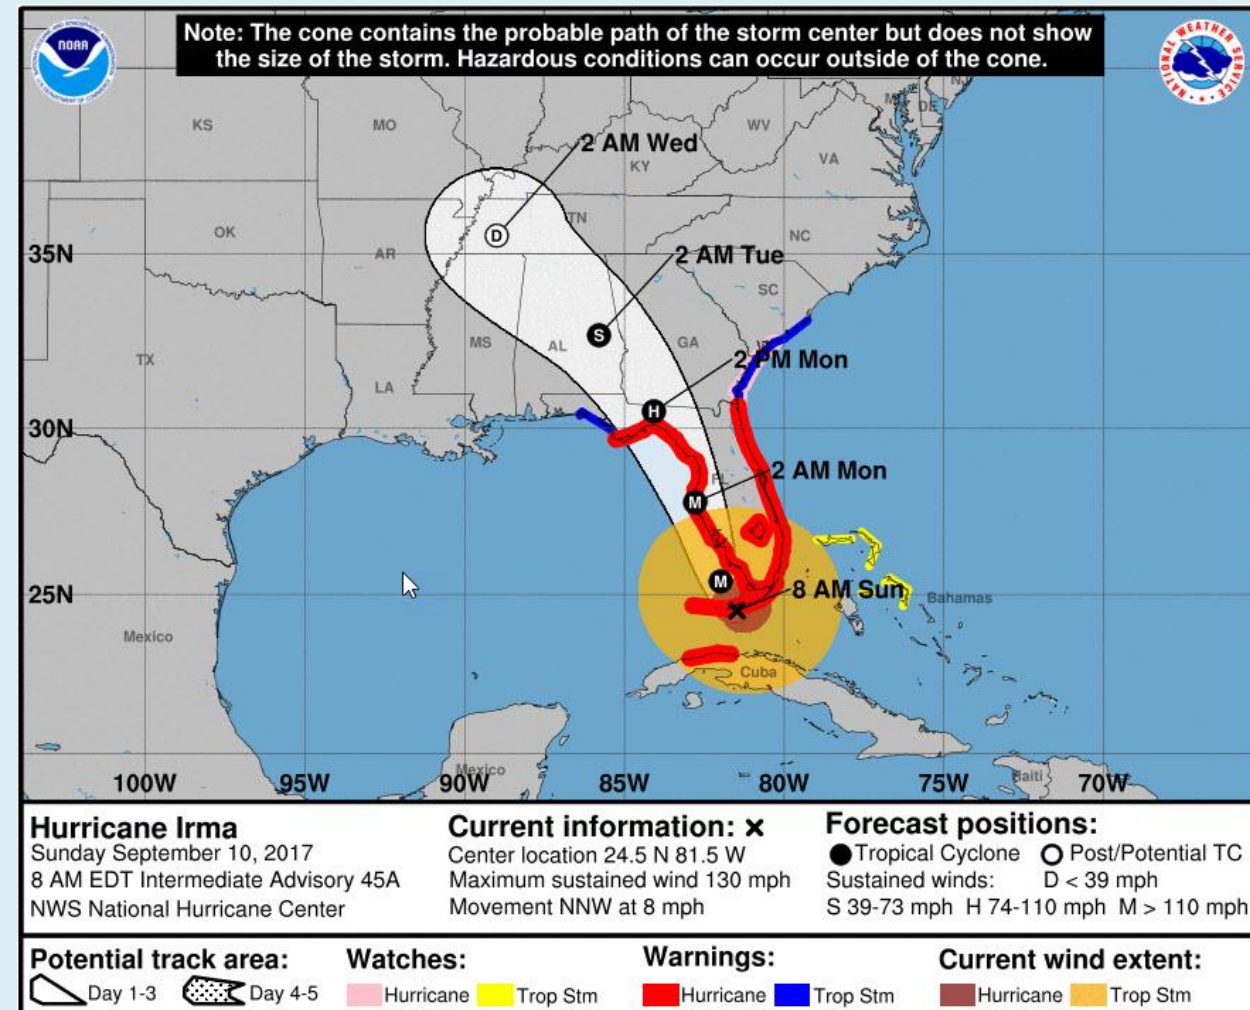 Note: The cone contains the probable path of the storm center but does not show
the size of the storm. Hazardous conditions can occur outside of the cone.
NOAA
NATIONAL WEATHER SERVICE
KS
MO
WV
DE
2 AM Wed
KY
VA
OK
TN
NC
AR
35N
2 AM Tue
SC
D
S
TX
MS
AL
GA
2 PM Mon
LA
H
30N
2 AM Mon
FL
M
M
25N
8 AM Sun
Bahamas
Mexico
Cuba
Mexico
Haiti
100W 95W 90W 85W 80W 75W 70W
Hurricane Irma
Sunday September 10, 2017
8 AM EDT Intermediate Advisory 45A
NWS National Hurricane Center
Current information: x
Center location 24.5 N 81.5 W
Maximum sustained wind 130 mph
Movement NNW at 8 mph
Forecast positions:
Tropical Cyclone Post/Potential TC
Sustained winds: D < 39 mph
S 39-73 mph H 74-110 mph M > 110 mph
Potential track area:
Day 1-3 Day 4-5
Watches:
Hurricane Trop Stm
Warnings:
Hurricane Trop Stm
Current wind extent:
Hurricane Trop Stm